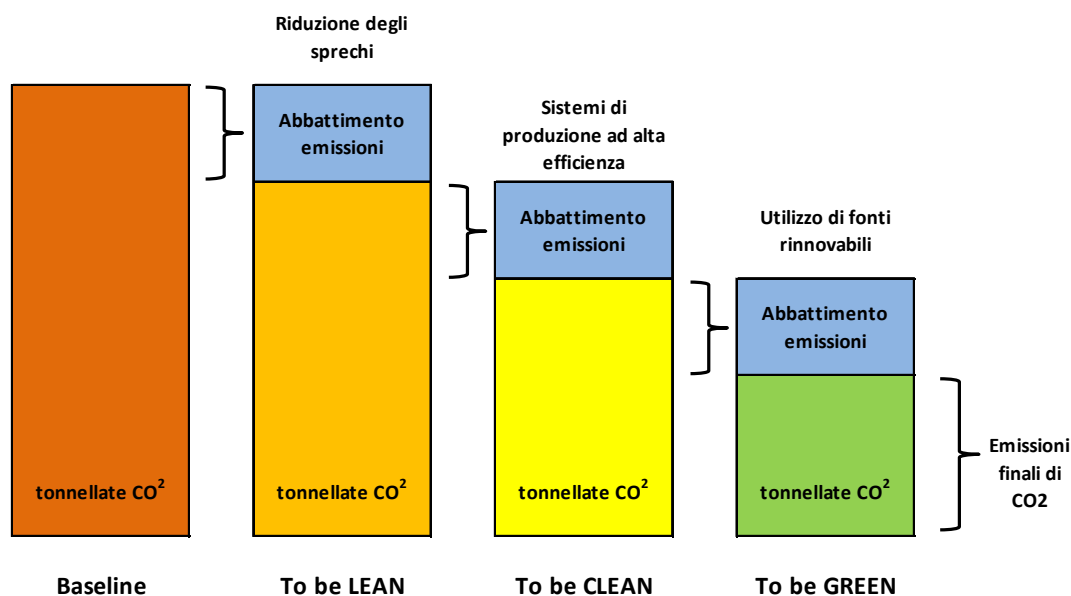 Riduzione degli
sprechi
Abbattimento
emissioni
Sistemi di
produzione ad alta
efficienza
Abbattimento
emissioni
Utilizzo di fonti
rinnovabili
Abbattimento
emissioni
tonnellate CO²
tonnellate CO²
tonnellate CO²
tonnellate CO²
Emissioni
finali di
CO2
Baseline
To be LEAN
To be CLEAN
To be GREEN